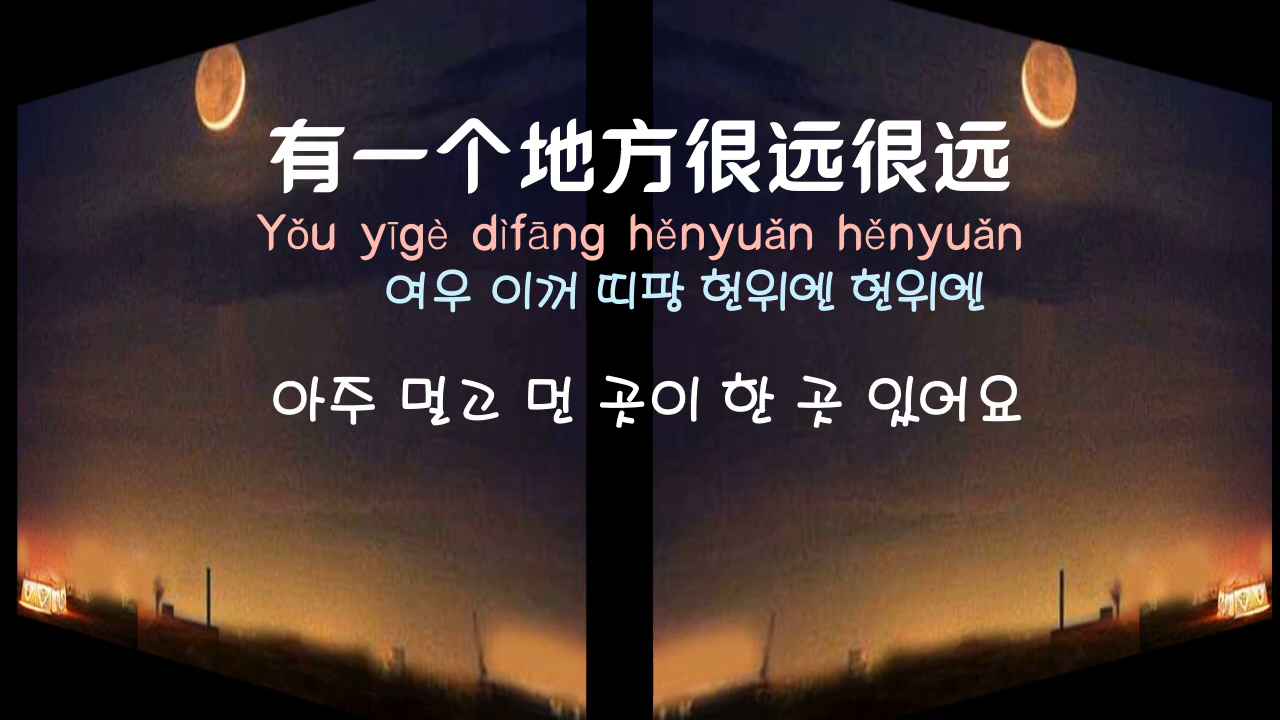 有一个地方很远很远
Yǒu yīgè dìfāng hěnyuǎn hěnyuǎn
여우 이꺼 띠팡 헌위엔 헌위엔
아주 멀고 먼 곳이 한 곳 있어요